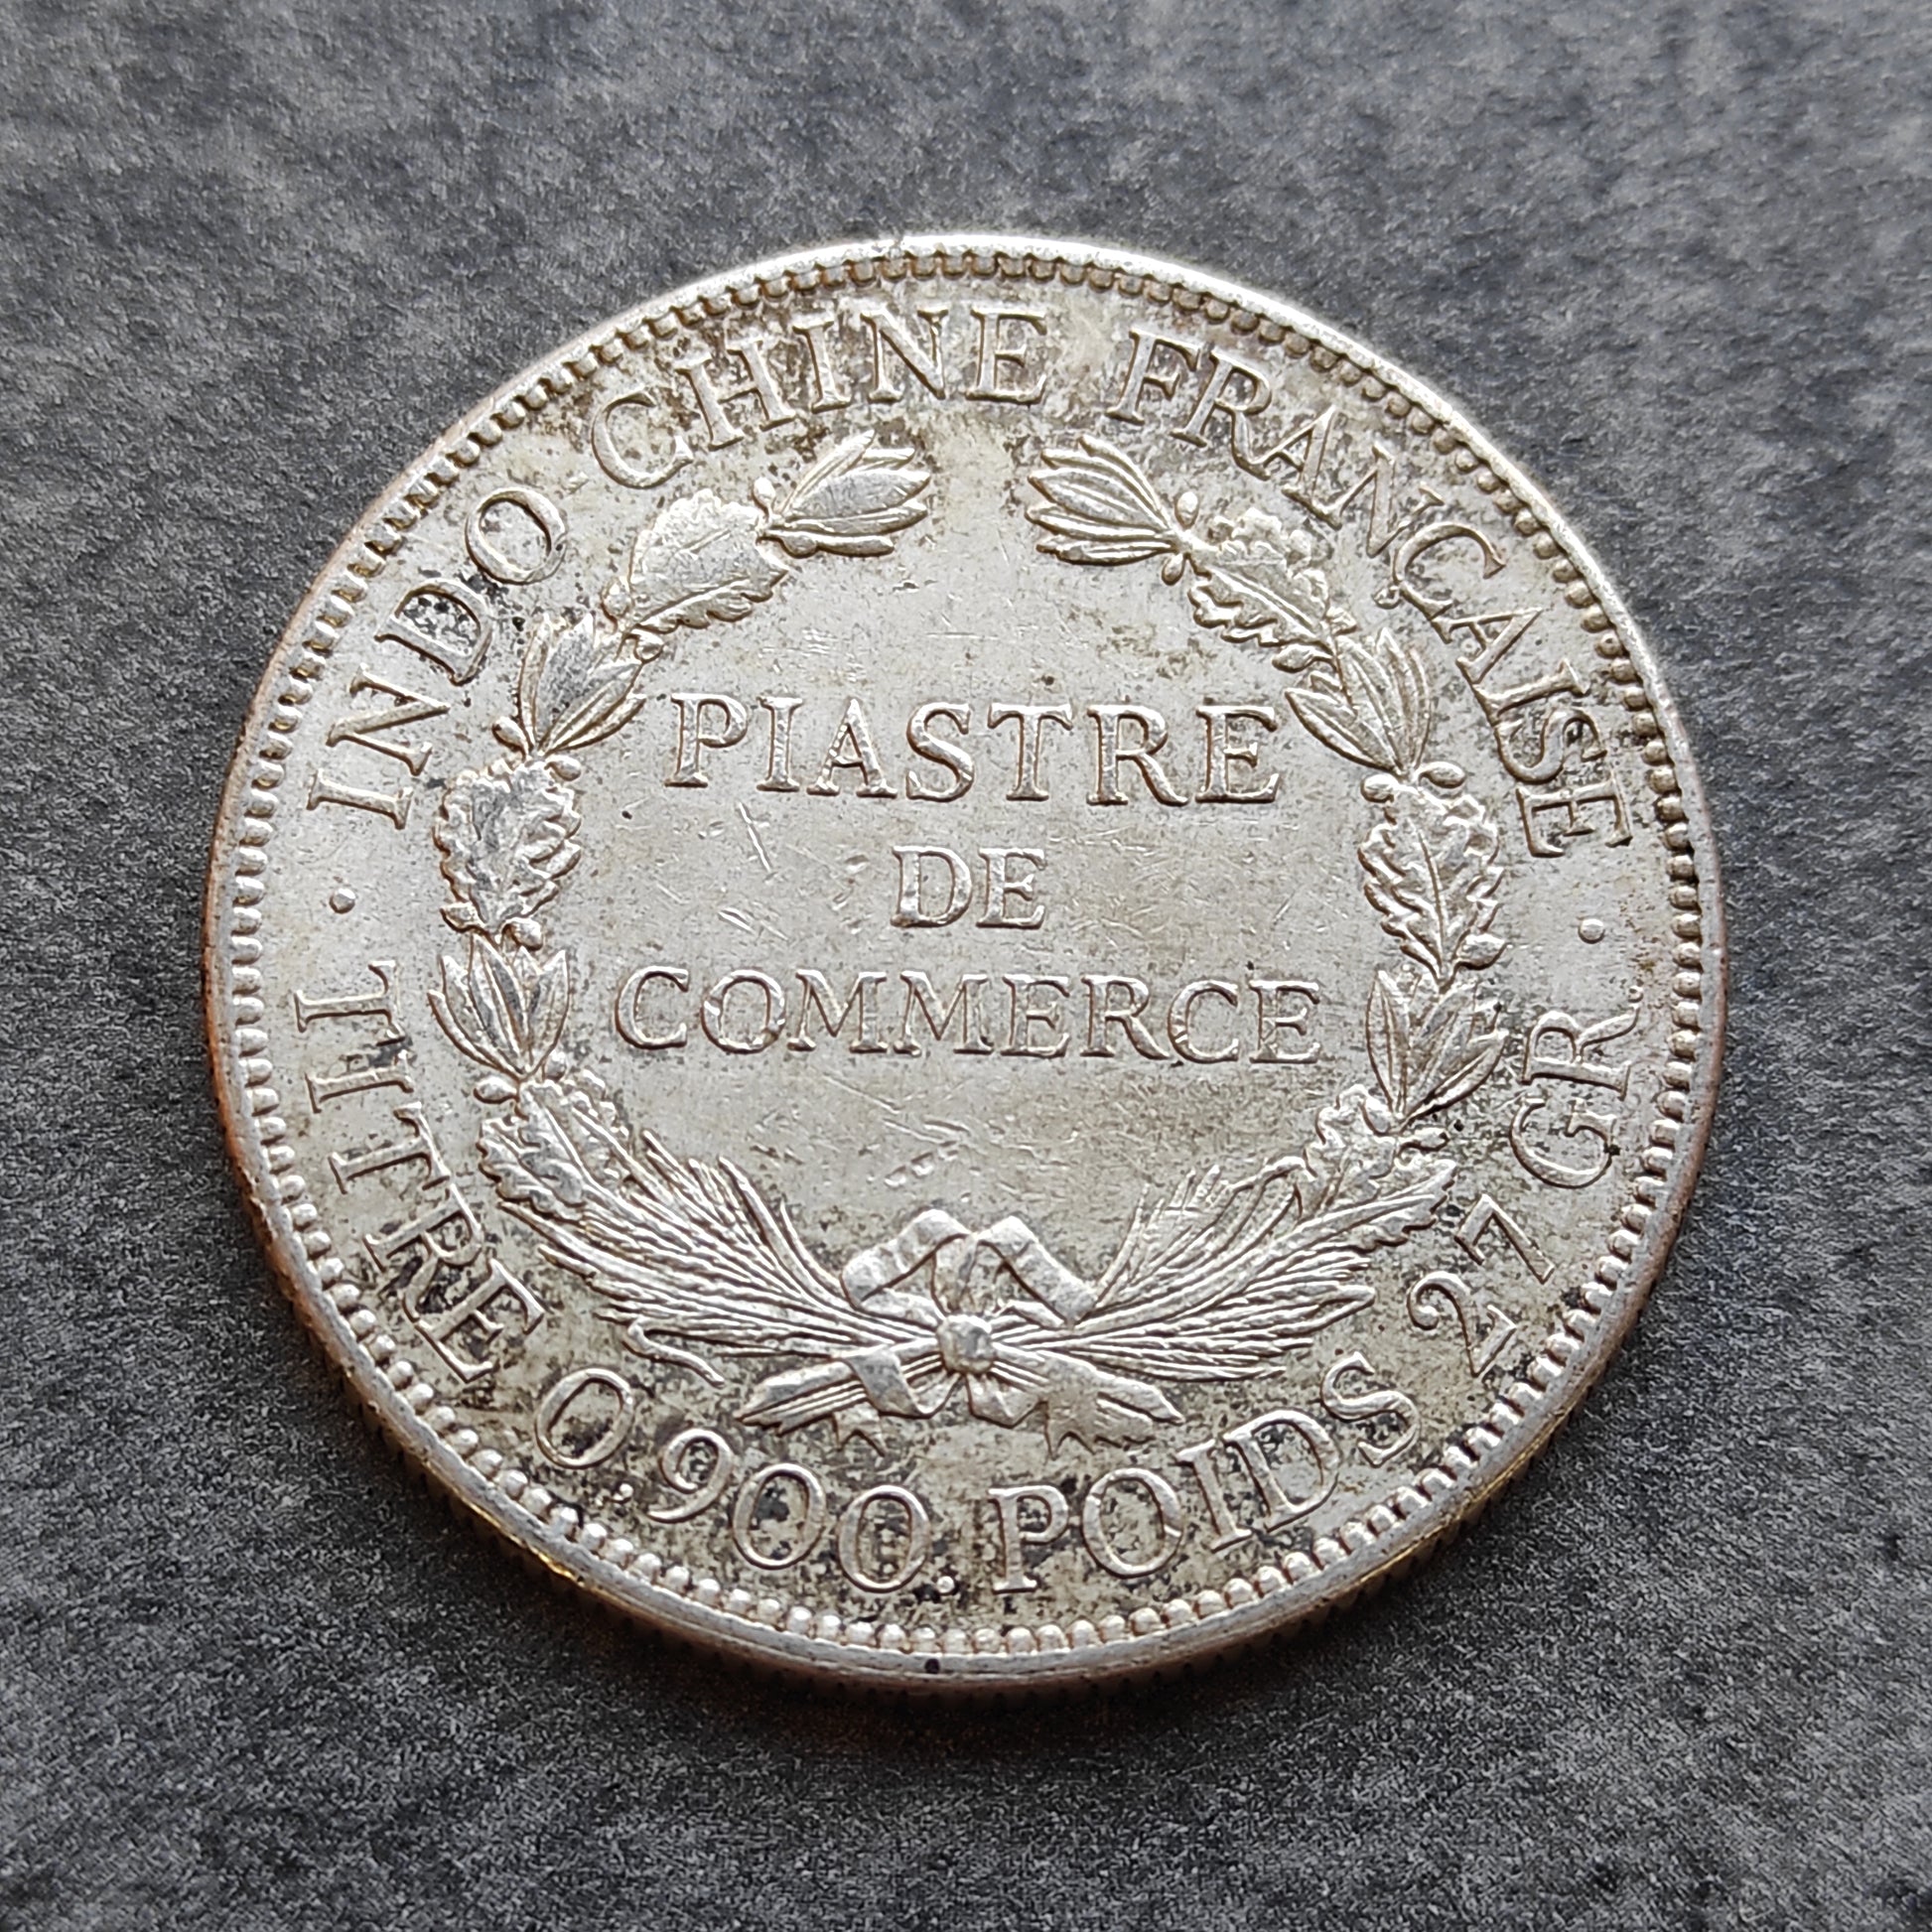 INDO CHINE FRANÇAISE
PIASTRE
DE
COMMERCE
TITRE 0,900. POIDS 27 GR.